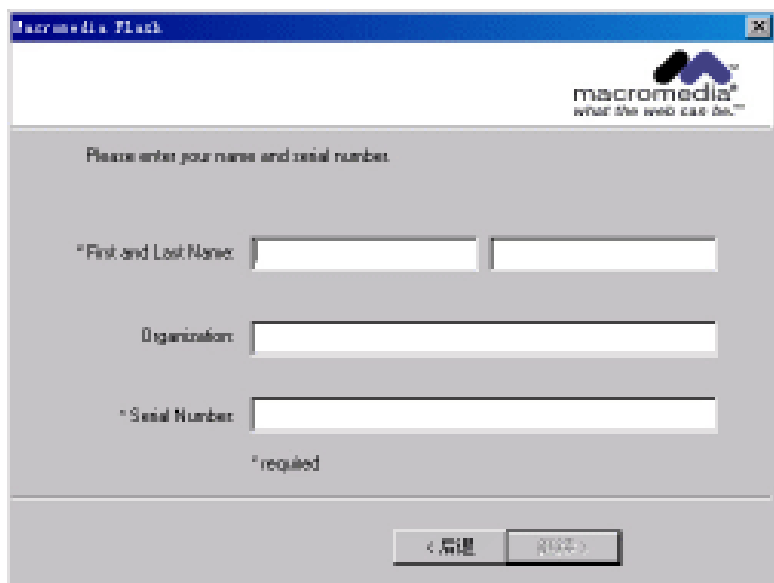 Macromedia Flash
macromedia®
what the web can be.™
Please enter your name and serial number.
* First and Last Name:
Organization:
* Serial Number:
* required
< 后退